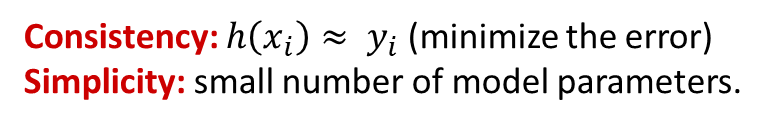 Consistency: h(xᵢ) ≈ yᵢ (minimize the error)
Simplicity: small number of model parameters.